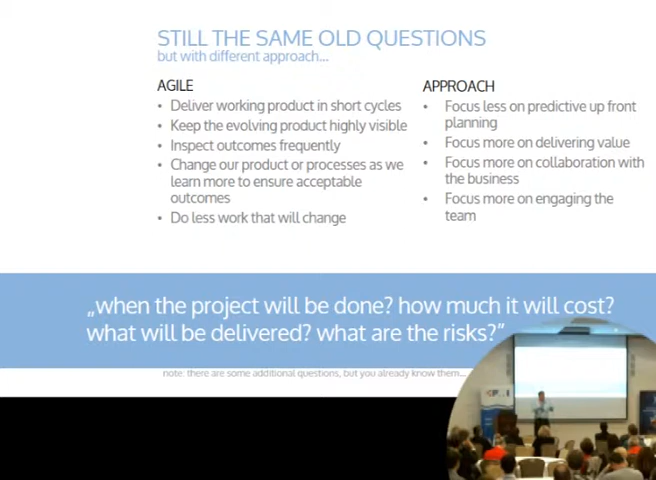 STILL THE SAME OLD QUESTIONS
but with different approach...
AGILE
• Deliver working product in short cycles
• Keep the evolving product highly visible
• Inspect outcomes frequently
• Change our product or processes as we
learn more to ensure acceptable
outcomes
• Do less work that will change
APPROACH
• Focus less on predictive up front
planning
• Focus more on delivering value
• Focus more on collaboration with
the business
• Focus more on engaging the
team
„when the project will be done? how much it will cost?
what will be delivered? what are the risks?”
note: there are some additional questions, but you already know them...